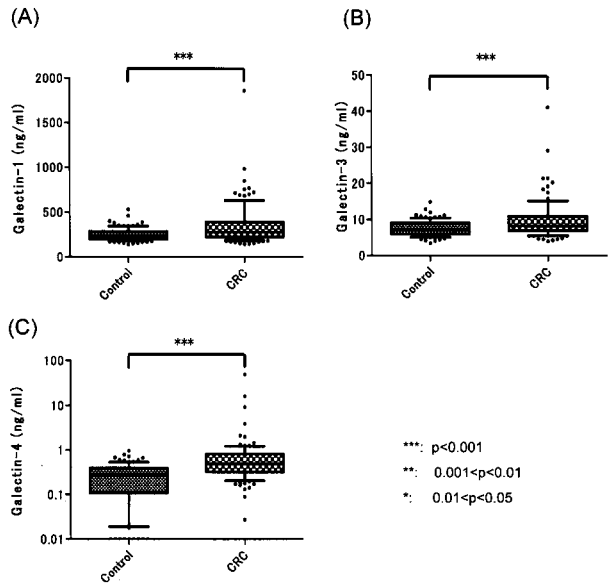 (A)
***
Galectin-1 (ng/ml)
2000
1500
1000
500
0
Control
CRC
(B)
***
Galectin-3 (ng/ml)
50
40
30
20
10
0
Control
CRC
(C)
***
Galectin-4 (ng/ml)
100
10
1
0.1
0.01
Control
CRC
***: p<0.001
**: 0.001<p<0.01
*: 0.01<p<0.05